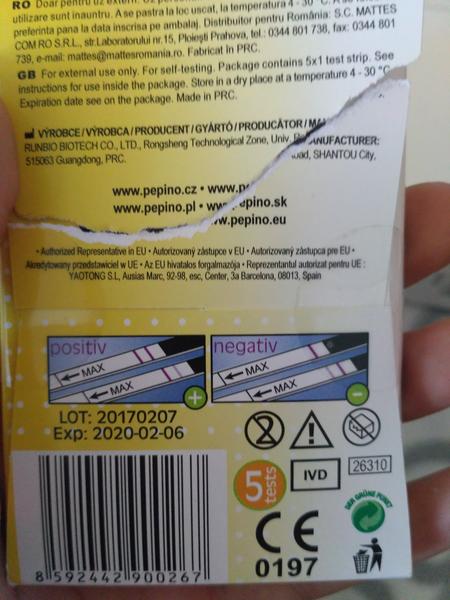 RO Doar pentru uz extern.
utilizare sunt inauntru. A se pastra la loc uscat, la temperatura 4 - 30°C.
preferinta pana la data inscrisa pe ambalaj. Distribuitor pentru România: S.C. MATTES
COM RO S.R.L., str.Laboratorului nr.15, Ploieşti Prahova, tel.: 0344 801 738, fax: 0344 801
739, e-mail: mattes@mattesromania.ro. Fabricat în PRC.
GB For external use only. For self-testing. Package contains 5x1 test strip. See
instructions for use inside the package. Store in a dry place at a temperature 4 - 30 °C.
Expiration date see on the package. Made in PRC.
VÝROBCE/VÝROBCA/PRODUCENT/GYÁRTÓ/PRODUCĂTOR/MANUFACTURER:
RUNBIO BIOTECH CO., LTD., Rongsheng Technological Zone, Univ. Road, SHANTOU City,
515063 Guangdong, PRC.
www.pepino.cz •
www.pepino.pl • www.pepino.sk
www.pepino.eu
• Authorized Representative in EU • Autorizovaný zástupce v EU • Autorizovaný zástupca pre EU •
Akredytowany przedstawiciel w UE • Az EU hivatalos forgalmazója • Reprezentantul autorizat pentru UE :
YAOTONG S.L, Ausias Marc, 92-98, esc, Center, 3a Barcelona, 08013, Spain
positiv
MAX
MAX
+
negativ
MAX
MAX
-
LOT: 20170207
Exp: 2020-02-06
2
5 tests
IVD
26310
DER GRÜNE PUNKT
CE
0197
8 592442 900267